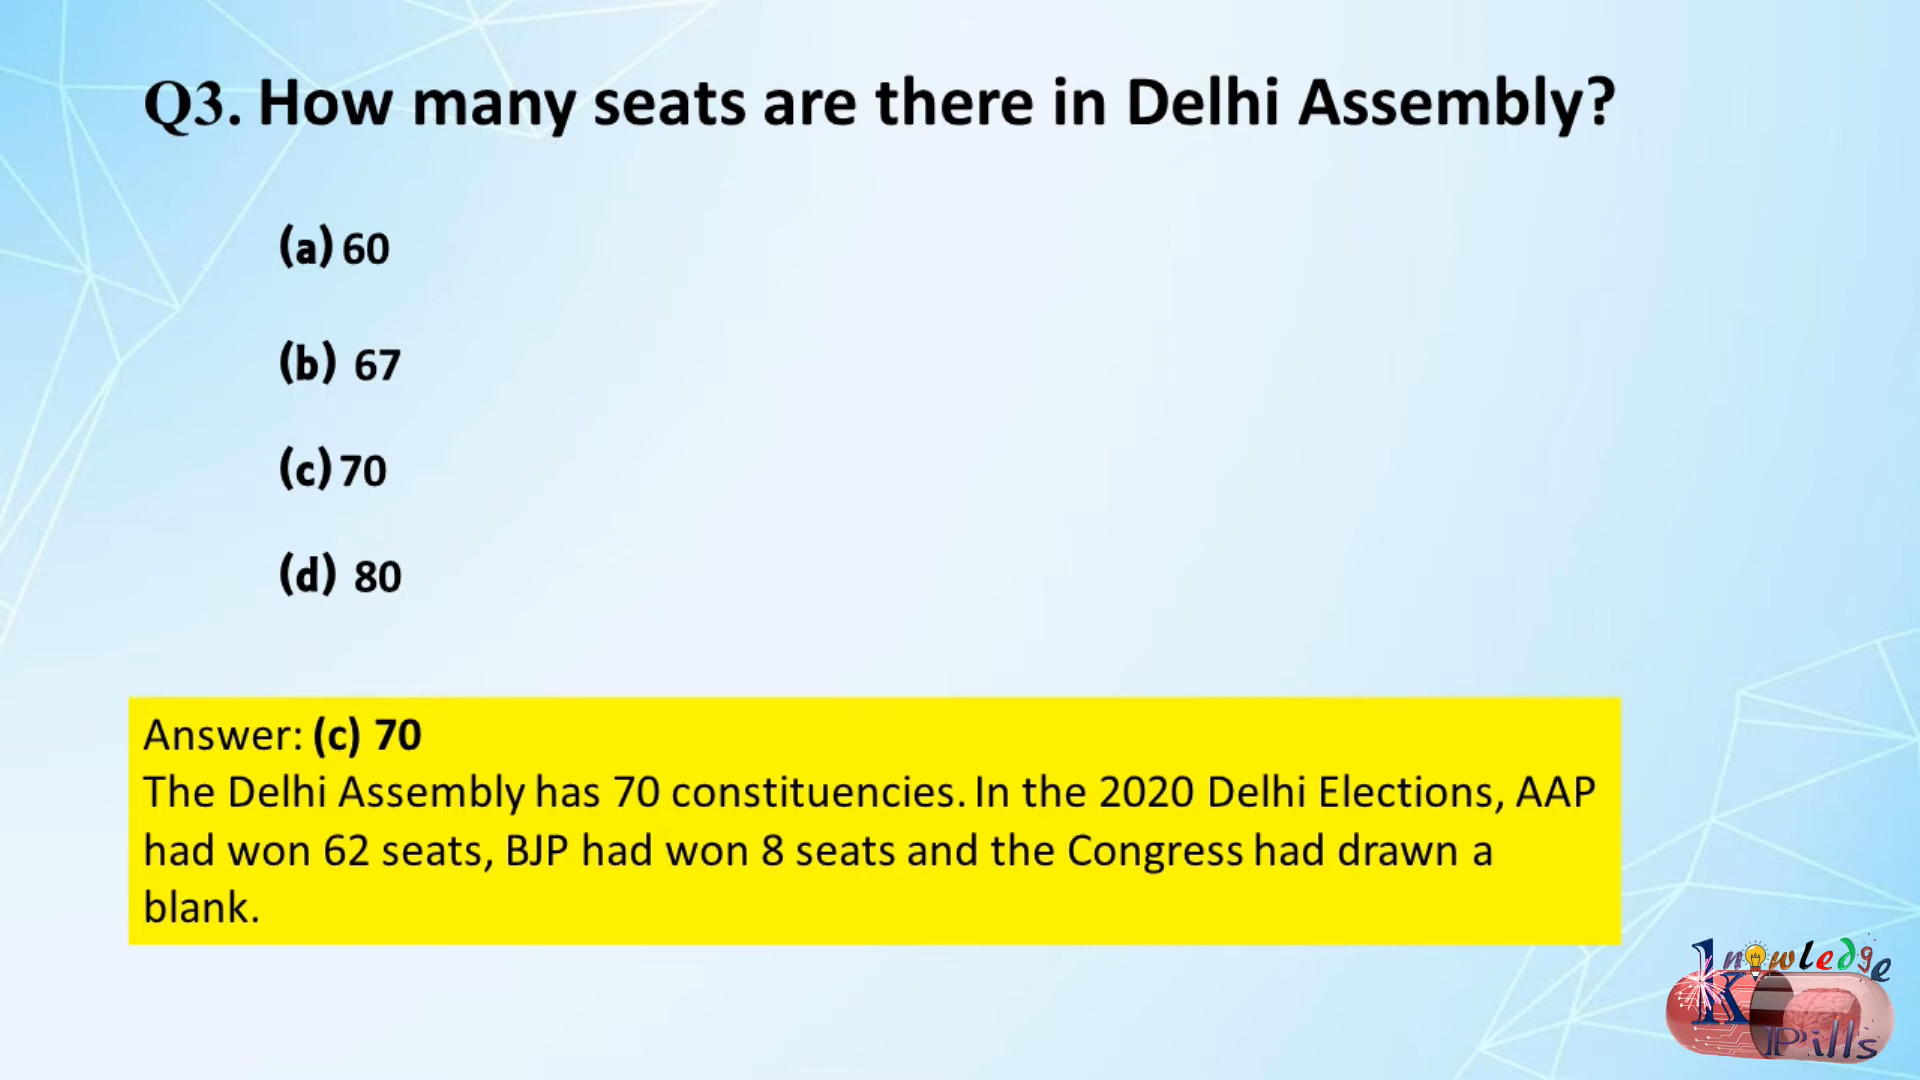 Q3. How many seats are there in Delhi Assembly?
(a) 60
(b) 67
(c) 70
(d) 80
Answer: (c) 70
The Delhi Assembly has 70 constituencies. In the 2020 Delhi Elections, AAP
had won 62 seats, BJP had won 8 seats and the Congress had drawn a
blank.
Knowledge
K Pills